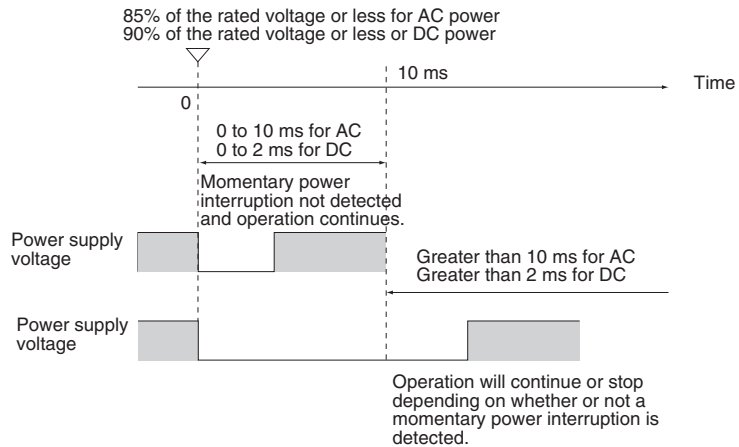 85% of the rated voltage or less for AC power
90% of the rated voltage or less or DC power
10 ms
Time
0
0 to 10 ms for AC
0 to 2 ms for DC
Momentary power
interruption not detected
and operation continues.
Power supply
voltage
Greater than 10 ms for AC
Greater than 2 ms for DC
Power supply
voltage
Operation will continue or stop
depending on whether or not a
momentary power interruption is
detected.